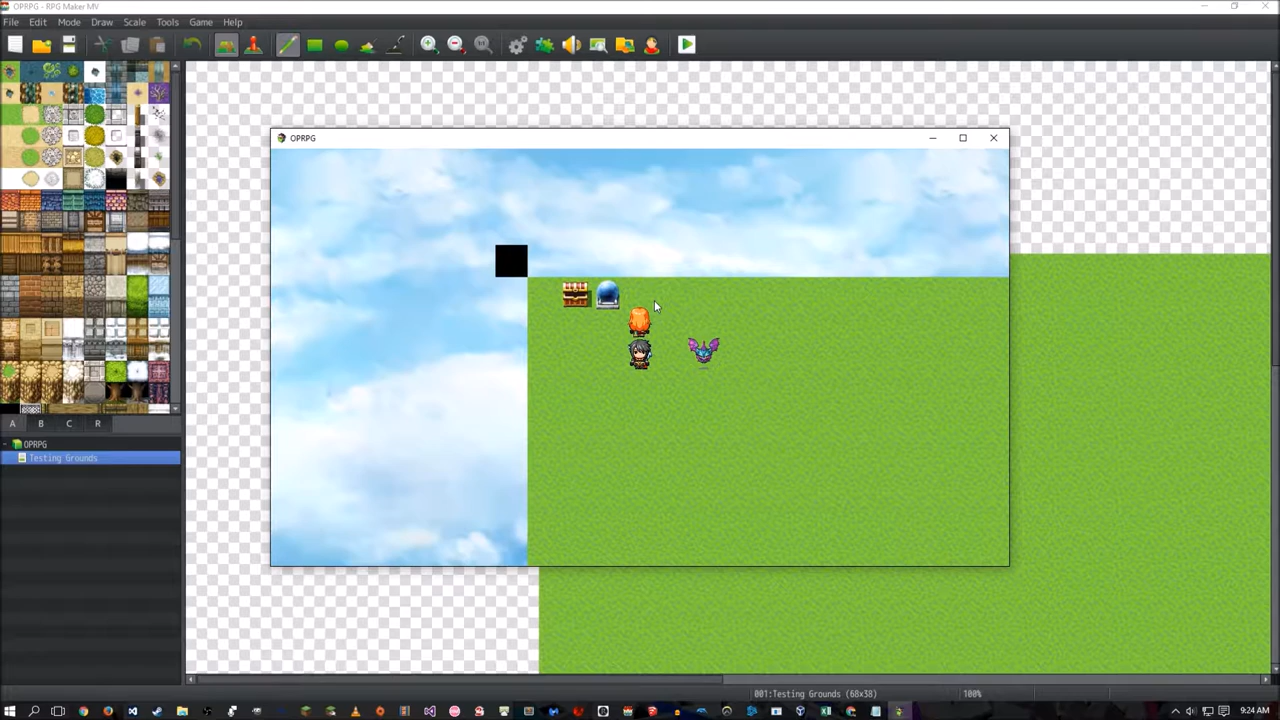 OPRPG - RPG Maker MV
File Edit Mode Draw Scale Tools Game Help
OPRPG
A B C R
OPRPG
Testing Grounds
001:Testing Grounds (68x38) 100%
9:24 AM